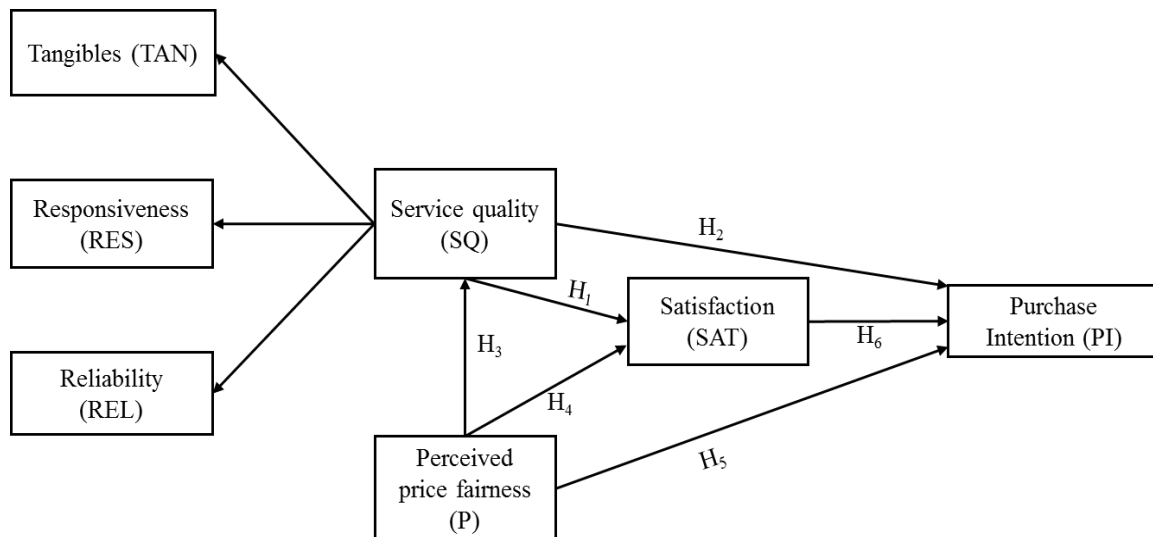 Tangibles (TAN)
Responsiveness
(RES)
Reliability
(REL)
Service quality
(SQ)
Perceived
price fairness
(P)
Satisfaction
(SAT)
Purchase
Intention (PI)
H₂
H₁
H₃
H₄
H₆
H₅